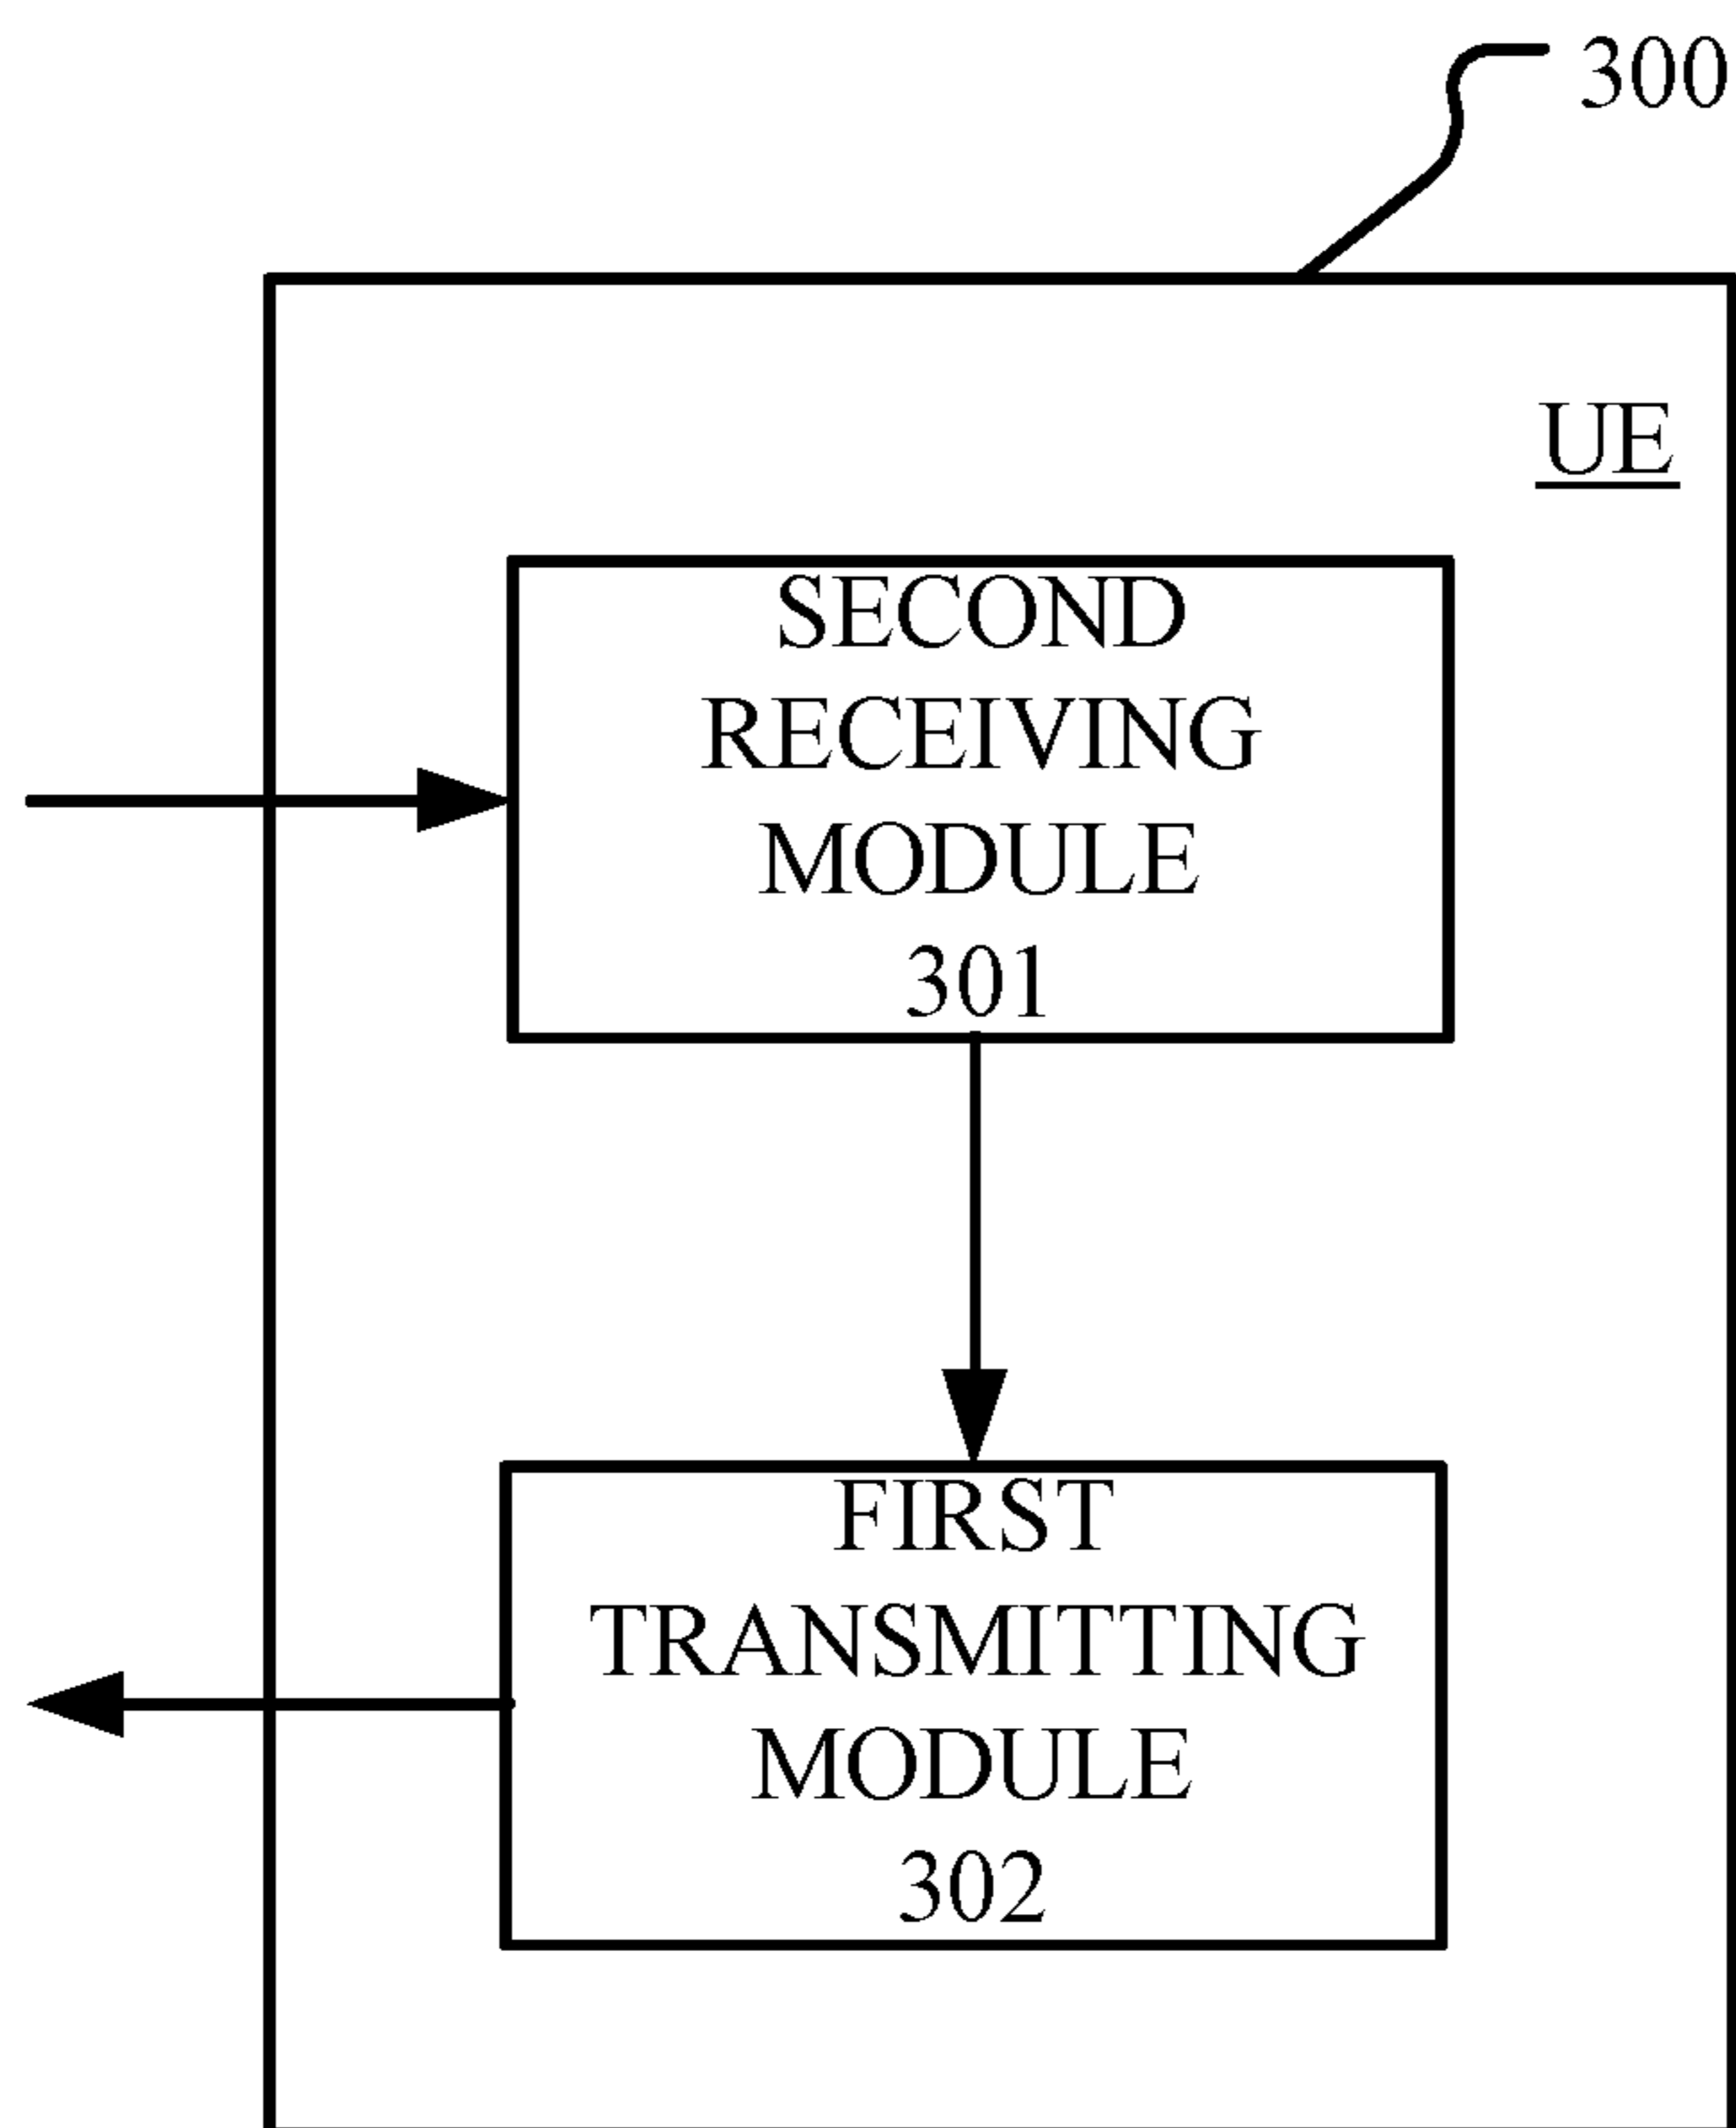 300
UE
SECOND
RECEIVING
MODULE
301
FIRST
TRANSMITTING
MODULE
302